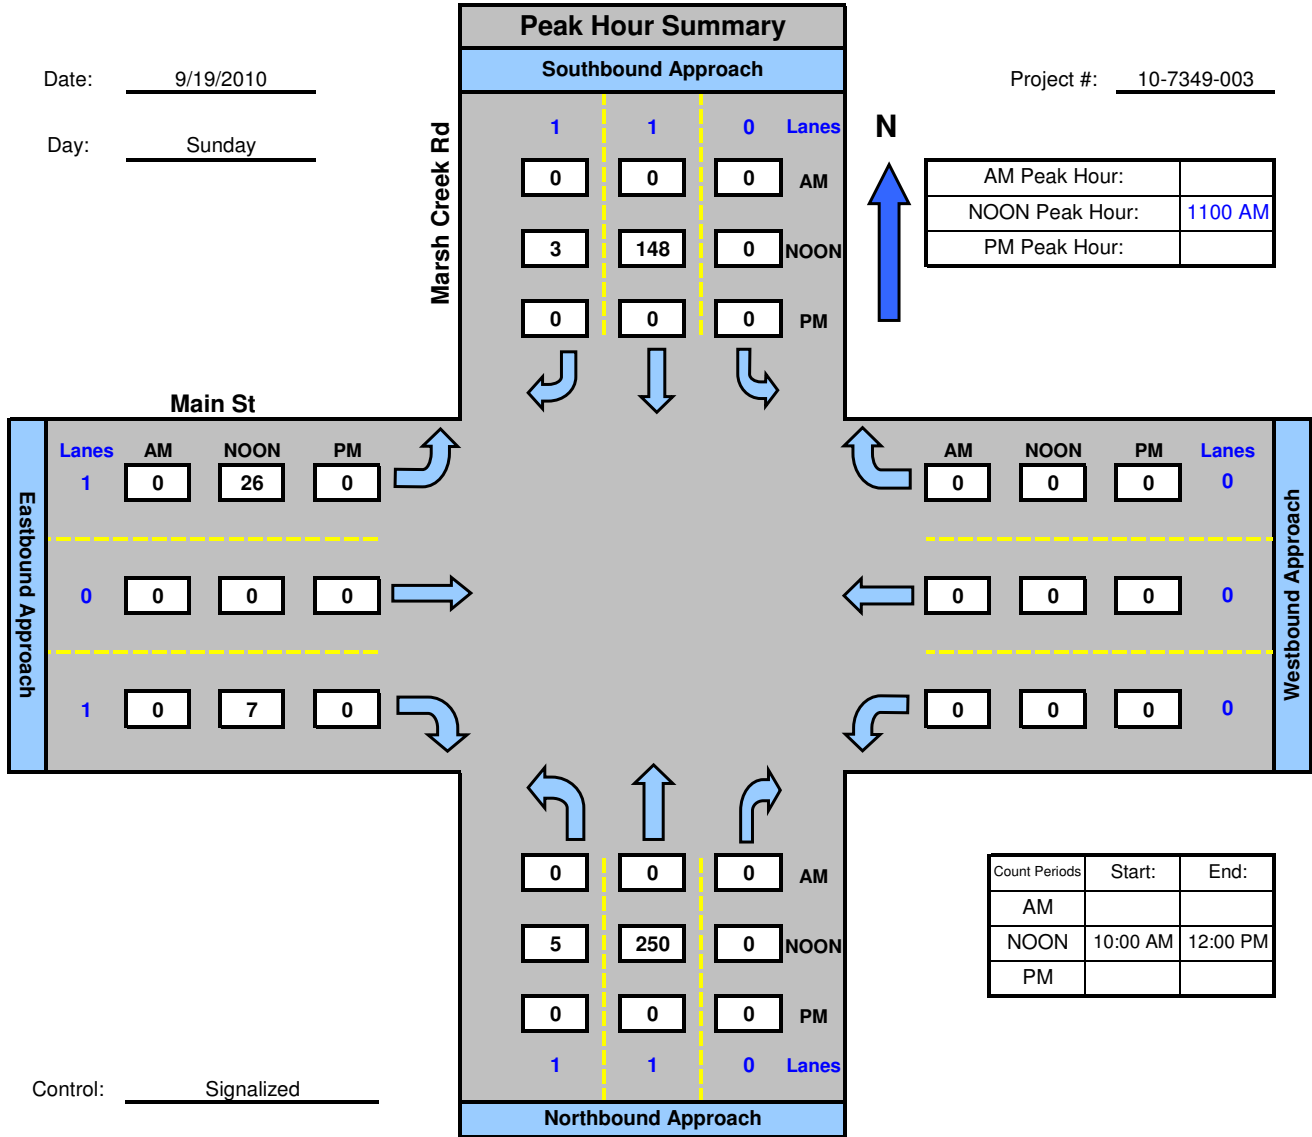 Peak Hour Summary
Southbound Approach
Date: 9/19/2010
Project #: 10-7349-003
Day: Sunday
Marsh Creek Rd
1 1 0 Lanes
0 0 0 AM
3 148 0 NOON
0 0 0 PM
N
AM Peak Hour:
NOON Peak Hour: 1100 AM
PM Peak Hour:
Main St
Eastbound Approach
Lanes AM NOON PM
1 0 26 0
0 0 0 0
1 0 7 0
AM NOON PM Lanes
0 0 0 0
0 0 0 0
0 0 0 0
Westbound Approach
0 0 0 AM
5 250 0 NOON
0 0 0 PM
1 1 0 Lanes
Northbound Approach
Count Periods Start: End:
AM
NOON 10:00 AM 12:00 PM
PM
Control: Signalized